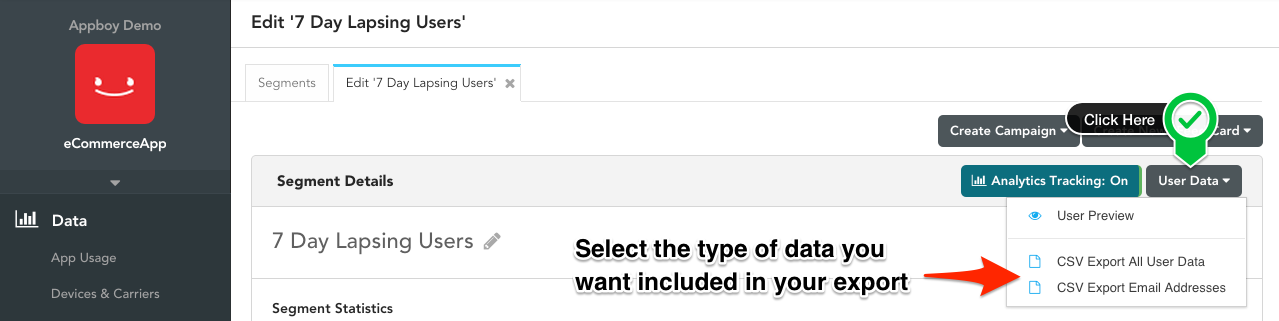 Appboy Demo
eCommerceApp
Data
App Usage
Devices & Carriers
Edit '7 Day Lapsing Users'
Segments
Edit '7 Day Lapsing Users' ×
Create Campaign
Click Here
Create New
Card
Segment Details
Analytics Tracking: On
User Data
7 Day Lapsing Users
User Preview
CSV Export All User Data
CSV Export Email Addresses
Select the type of data you
want included in your export
Segment Statistics